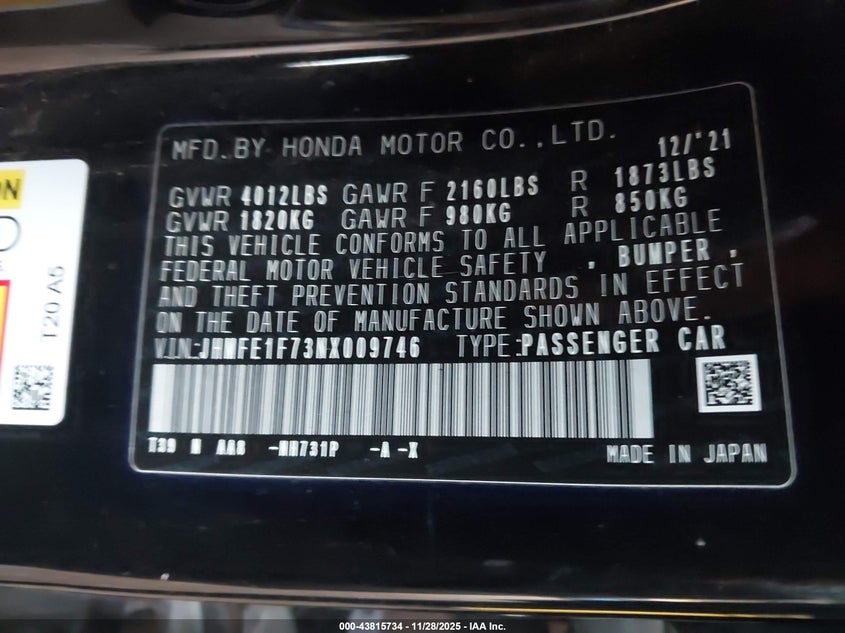 MFD. BY HONDA MOTOR CO.,LTD. 12/'21
GVWR 4012LBS GAWR F 2160LBS R 1873LBS
GVWR 1820KG GAWR F 980KG R 850KG
THIS VEHICLE CONFORMS TO ALL APPLICABLE
FEDERAL MOTOR VEHICLE SAFETY , BUMPER ,
AND THEFT PREVENTION STANDARDS IN EFFECT
ON THE DATE OF MANUFACTURE SHOWN ABOVE.
VIN:JHMFE1F73NX009746 TYPE:PASSENGER CAR
T39 N AA8 -NH731P -A -X
MADE IN JAPAN
T20 A5
000-43815734 - 11/28/2025 - IAA Inc.